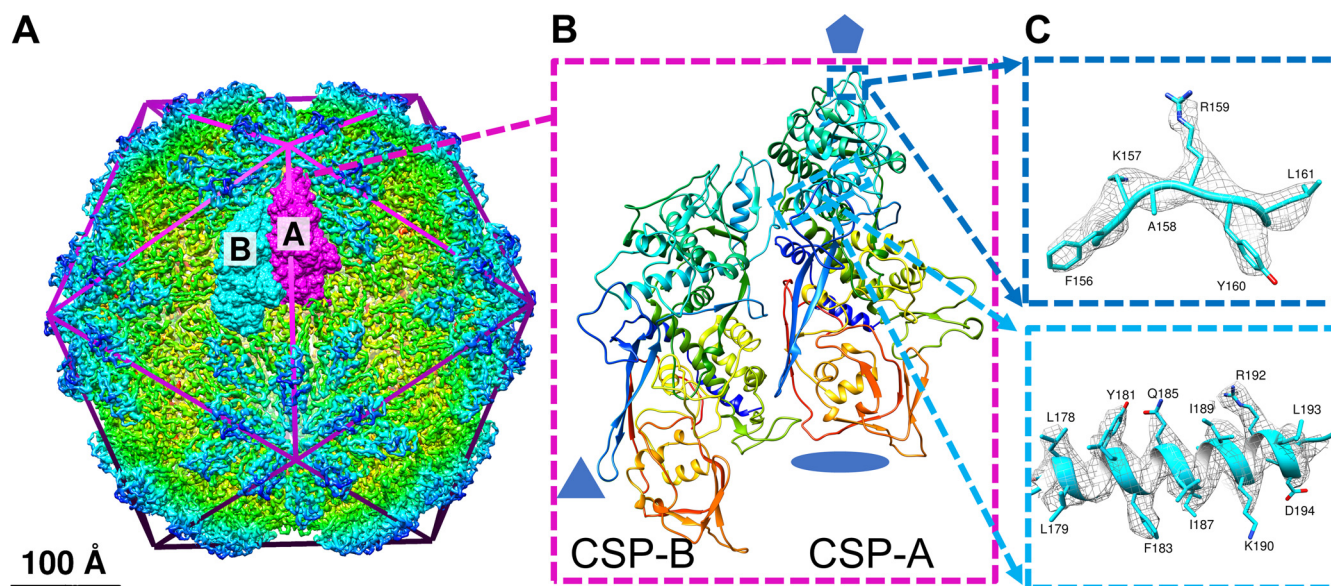 A
B
C
B
A
100 Å
CSP-B
CSP-A
R159
K157
L161
A158
F156
Y160
R192
Y181
Q185
L178
I189
L193
L179
I187
D194
F183
K190